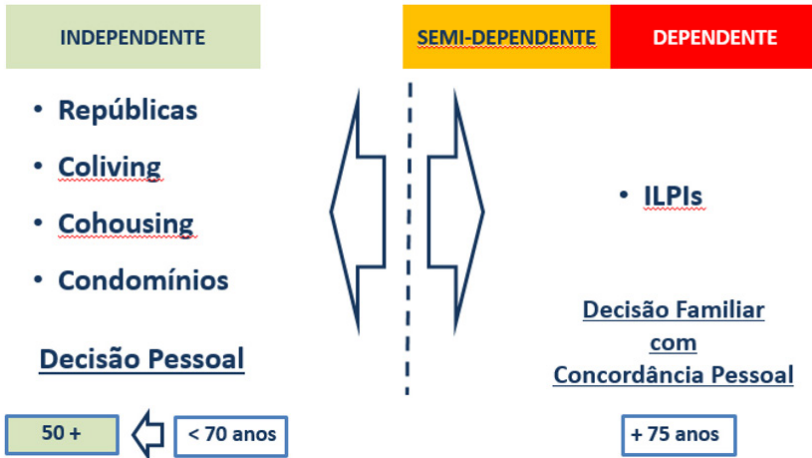 INDEPENDENTE
SEMI-DEPENDENTE
DEPENDENTE
• Repúblicas
• Coliving
• Cohousing
• Condomínios
Decisão Pessoal
• ILPIs
Decisão Familiar
com
Concordância Pessoal
50 +
< 70 anos
+ 75 anos